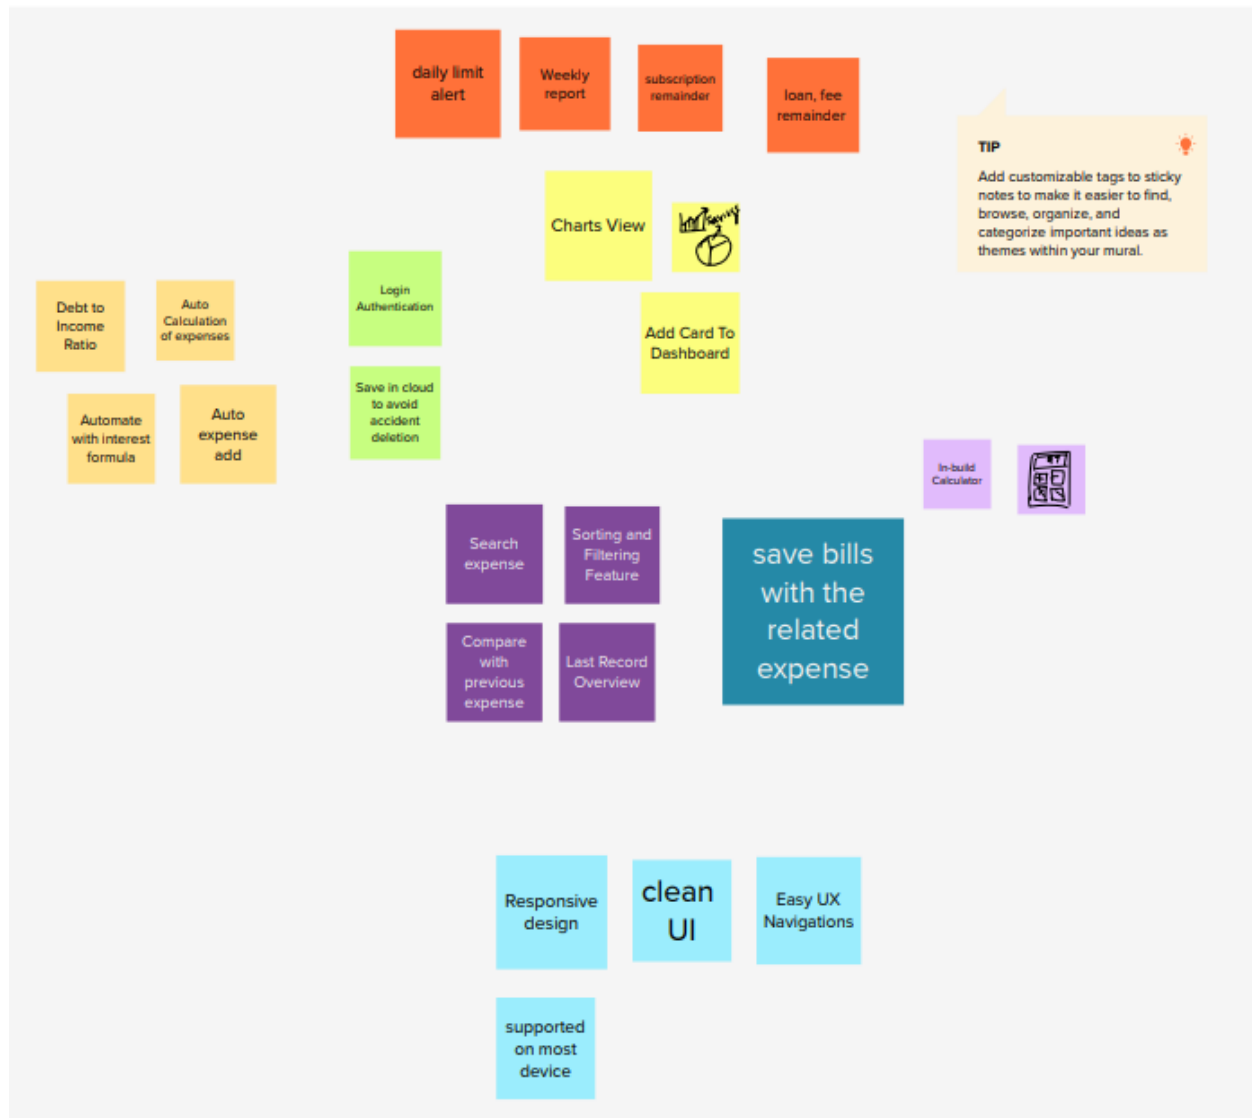 daily limit
alert
Weekly
report
subscription
remainder
loan, fee
remainder
TIP
Add customizable tags to sticky
notes to make it easier to find,
browse, organize, and
categorize important ideas as
themes within your mural.
Charts View
savings
Add Card To
Dashboard
Login
Authentication
Save in cloud
to avoid
accident
deletion
Debt to
Income
Ratio
Auto
Calculation
of expenses
Automate
with interest
formula
Auto
expense
add
In-build
Calculator
Search
expense
Sorting and
Filtering
Feature
Compare
with
previous
expense
Last Record
Overview
save bills
with the
related
expense
Responsive
design
clean
UI
Easy UX
Navigations
supported
on most
device